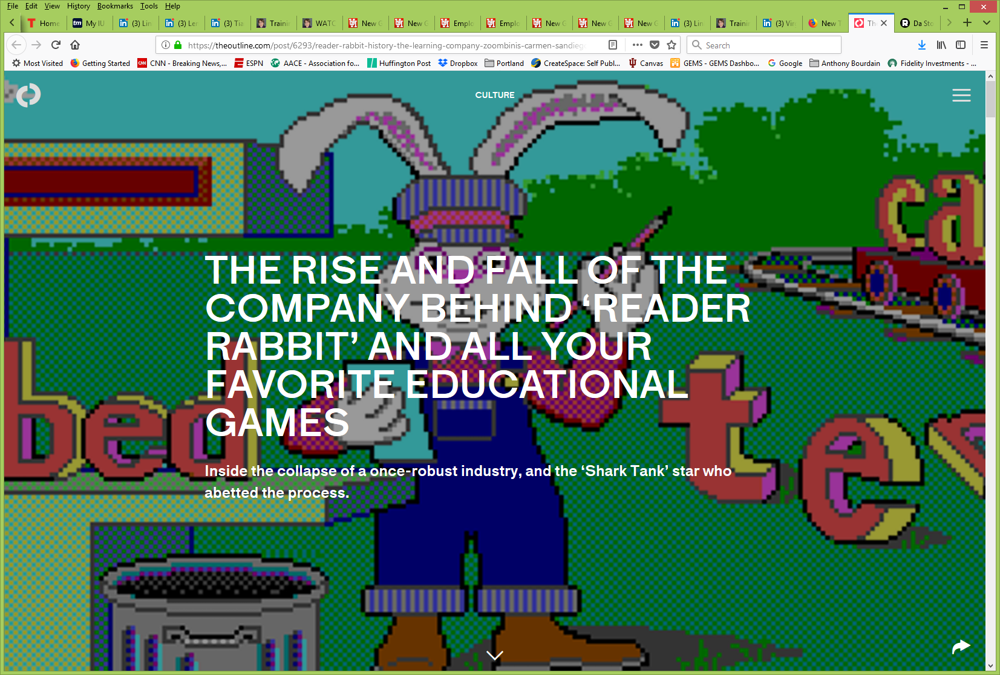 File Edit View History Bookmarks Tools Help
Home My IU (3) Lin (3) Ler (3) Tia Trainin WATC New G New G Emplo Emplo New G New G New G (3) Lin Trainin (3) Vir New T Th Da Sto
https://theoutline.com/post/6293/reader-rabbit-history-the-learning-company-zoombinis-carmen-sandieg Search
Most Visited Getting Started CNN - Breaking News,... ESPN AACE - Association fo... Huffington Post Dropbox Portland CreateSpace: Self Publ... Canvas GEMS - GEMS Dashbo... Google Anthony Bourdain Fidelity Investments - ...
CULTURE
ca
THE RISE AND FALL OF THE
COMPANY BEHIND ‘READER
RABBIT’ AND ALL YOUR
FAVORITE EDUCATIONAL
GAMES
bed
te
Inside the collapse of a once-robust industry, and the ‘Shark Tank’ star who
abetted the process.